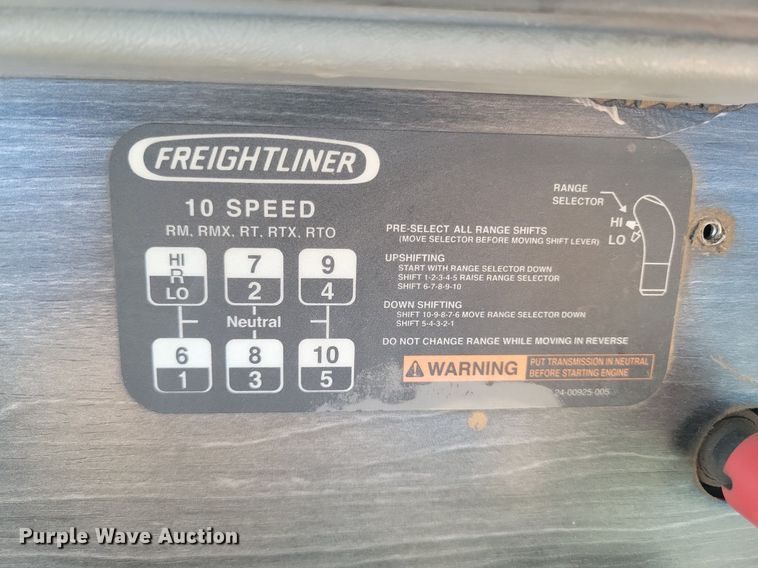 FREIGHTLINER
10 SPEED
RM, RMX, RT, RTX, RTO
HI
R
LO
7
2
9
4
Neutral
6
1
8
3
10
5
RANGE
SELECTOR
HI
LO
PRE-SELECT ALL RANGE SHIFTS
(MOVE SELECTOR BEFORE MOVING SHIFT LEVER)
UPSHIFTING
START WITH RANGE SELECTOR DOWN
SHIFT 1-2-3-4-5 RAISE RANGE SELECTOR
SHIFT 6-7-8-9-10
DOWN SHIFTING
SHIFT 10-9-8-7-6 MOVE RANGE SELECTOR DOWN
SHIFT 5-4-3-2-1
DO NOT CHANGE RANGE WHILE MOVING IN REVERSE
WARNING
PUT TRANSMISSION IN NEUTRAL
BEFORE STARTING ENGINE
24-00925-005
Purple Wave Auction